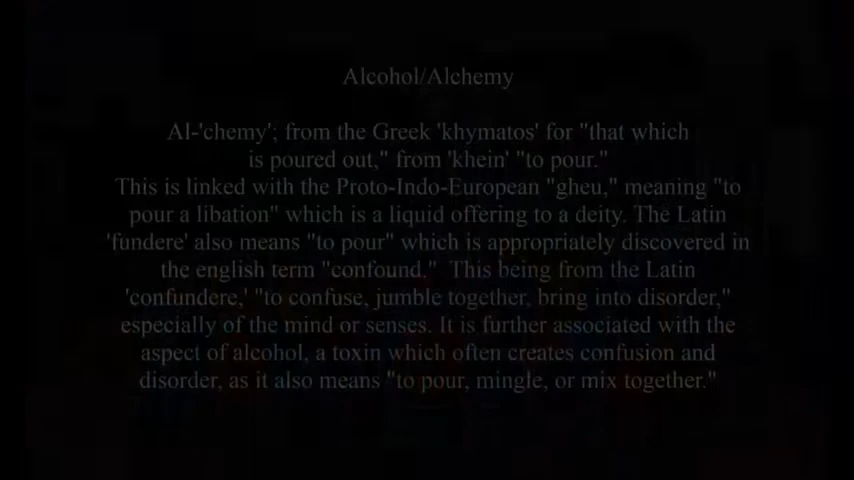 Alcohol/Alchemy
Al-'chemy'; from the Greek 'khymatos' for "that which
is poured out," from 'khein' "to pour."
This is linked with the Proto-Indo-European "gheu," meaning "to
pour a libation" which is a liquid offering to a deity. The Latin
'fundere' also means "to pour" which is appropriately discovered in
the english term "confound."  This being from the Latin
'confundere,' "to confuse, jumble together, bring into disorder,"
especially of the mind or senses. It is further associated with the
aspect of alcohol, a toxin which often creates confusion and
disorder, as it also means "to pour, mingle, or mix together."